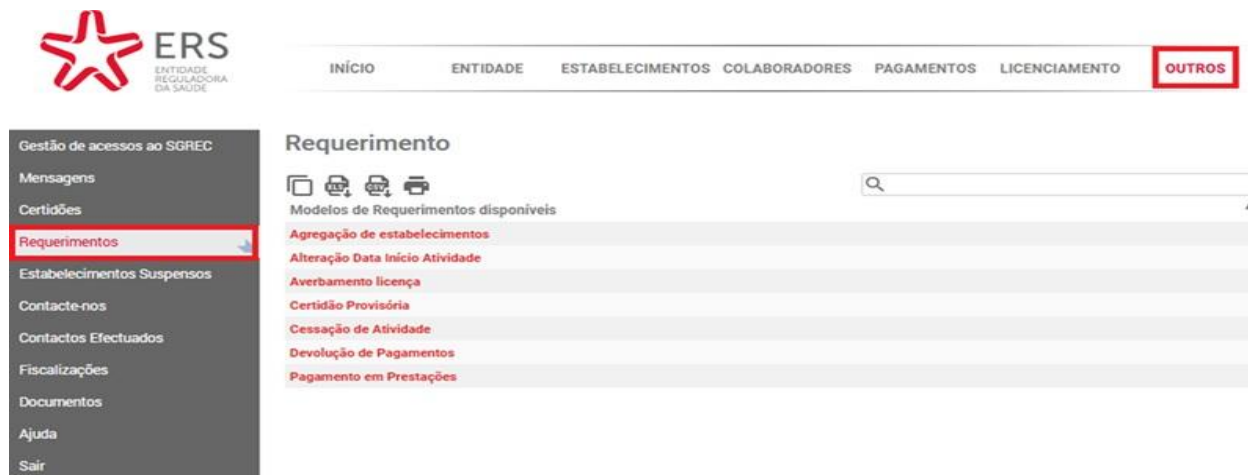 ERS
ENTIDADE
REGULADORA
DA SAÚDE
INÍCIO ENTIDADE ESTABELECIMENTOS COLABORADORES PAGAMENTOS LICENCIAMENTO OUTROS
Gestão de acessos ao SGREC
Mensagens
Certidões
Requerimentos
Estabelecimentos Suspensos
Contacte-nos
Contactos Efectuados
Fiscalizações
Documentos
Ajuda
Sair
Requerimento
XLS CSV
Modelos de Requerimentos disponíveis
Agregação de estabelecimentos
Alteração Data Início Atividade
Averbamento licença
Certidão Provisória
Cessação de Atividade
Devolução de Pagamentos
Pagamento em Prestações